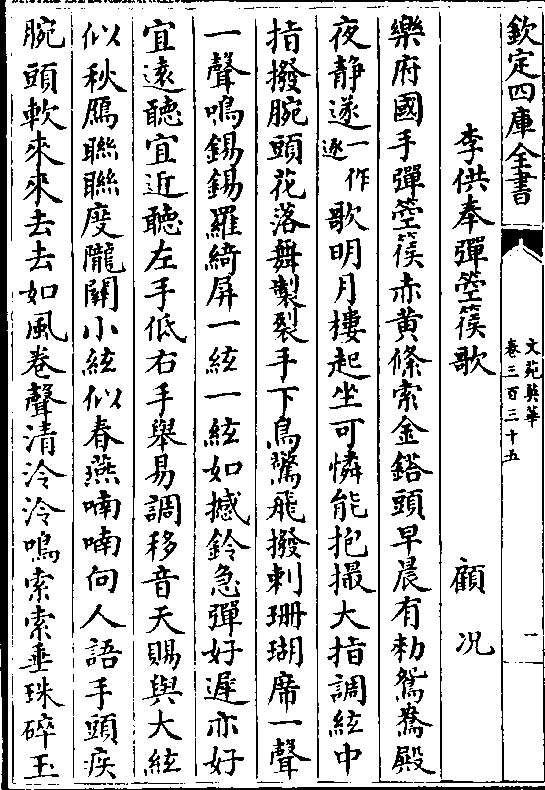 欽定四庫全書
文苑英華
卷三百三十五
一
李供奉彈箜篌歌
顧况
樂府國手彈箜篌赤黄絛索金鎝頭早晨有勑鴛鴦殿
夜静遂一作逐歌明月樓起坐可憐能抱撮大指調絃中
指撥腕頭花落舞製裂手下鳥驚飛撥剌珊瑚席一聲
一聲鳴錫錫羅綺屏一絃一絃如撼鈴急彈好遲亦好
宜逺聴宜近聴左手低右手舉易調移音天賜與大絃
似秋鴈聯聯度隴闗小絃似春燕喃喃向人語手頭疾
腕頭軟來來去去如風卷聲清泠泠鳴索索垂珠碎玉